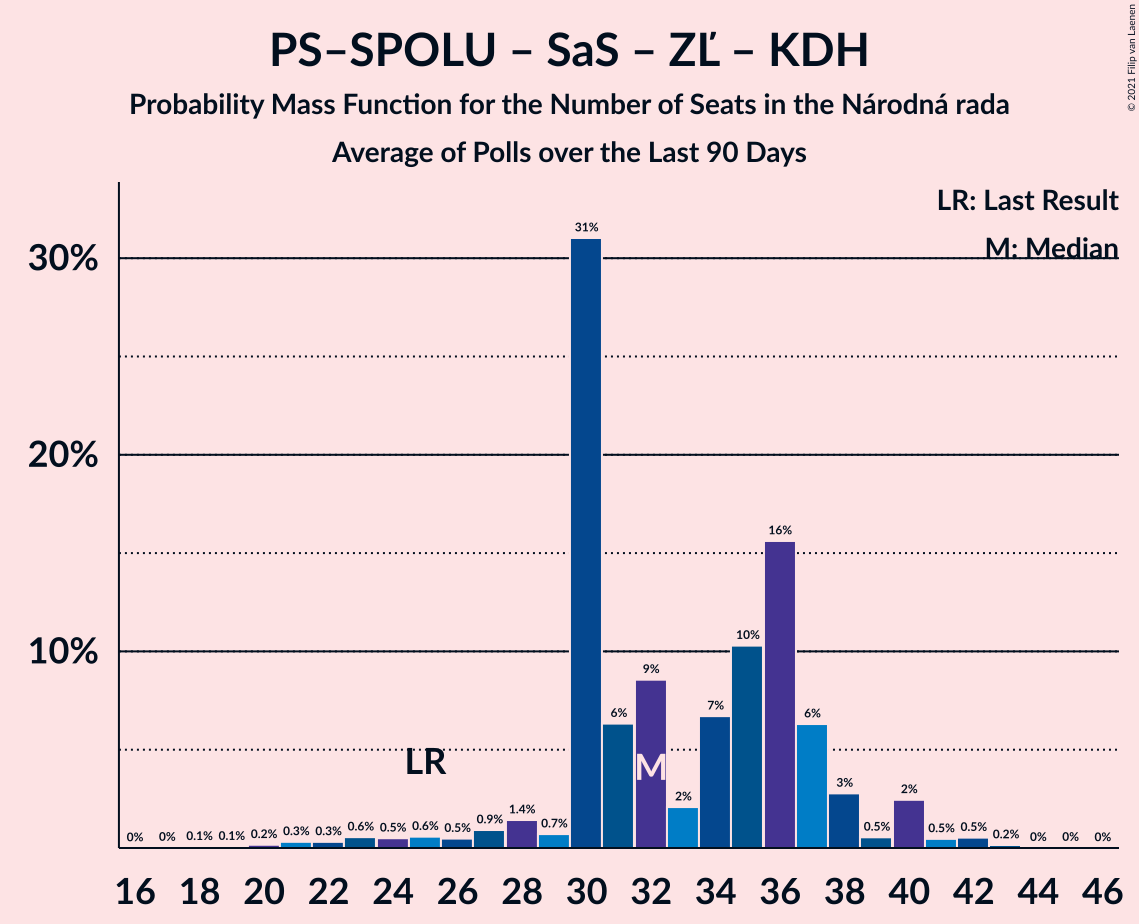 PS–SPOLU – SaS – ZĽ – KDH
Probability Mass Function for the Number of Seats in the Národná rada
Average of Polls over the Last 90 Days
© 2021 Filip van Laenen
LR: Last Result
M: Median
30%
20%
10%
0% 0% 0.1% 0.1% 0.2% 0.3% 0.3% 0.6% 0.5% 0.6% 0.5% 0.9% 1.4% 0.7% 31% 6% 9% 2% 7% 10% 16% 6% 3% 0.5% 2% 0.5% 0.5% 0.2% 0% 0% 0%
LR
M
16 18 20 22 24 26 28 30 32 34 36 38 40 42 44 46